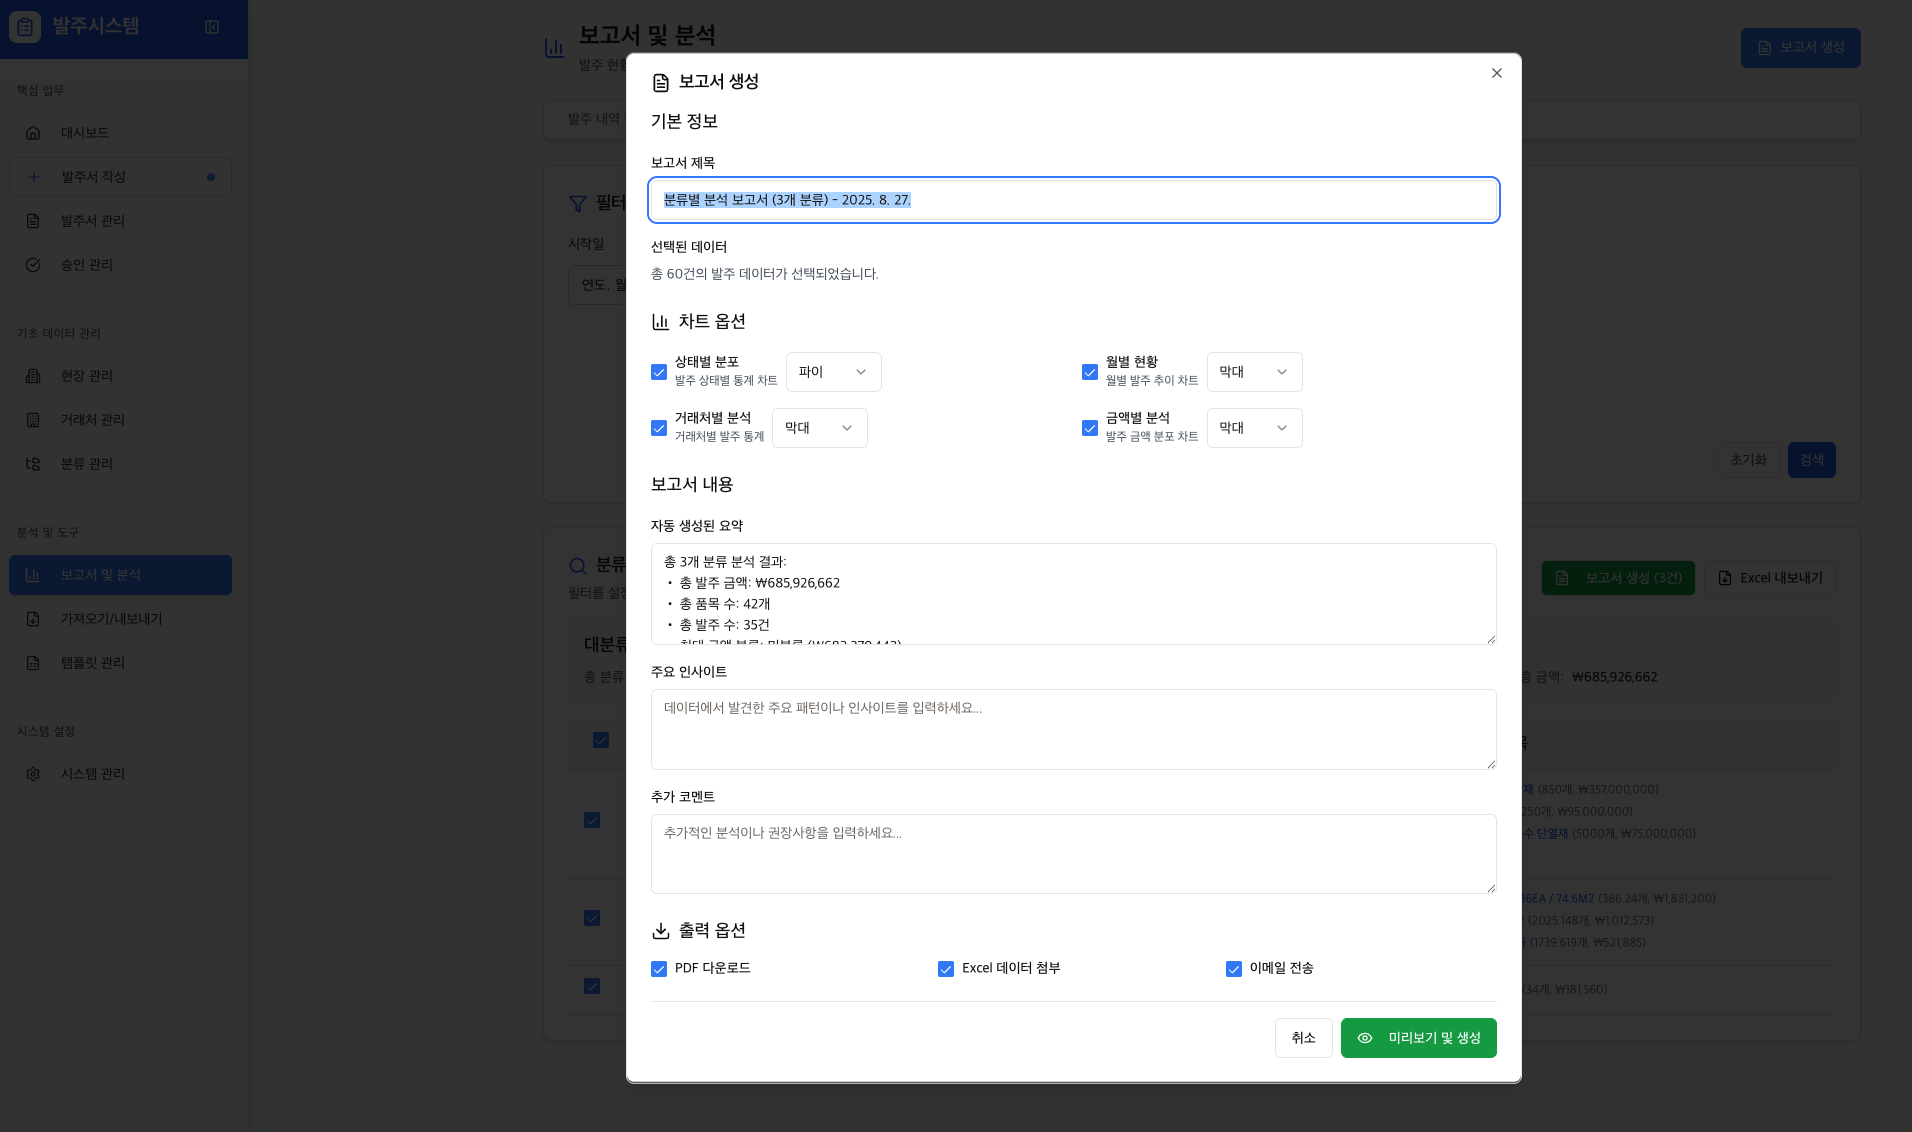 발주시스템
핵심 업무
대시보드
발주서 작성
발주서 관리
승인 관리
기초 데이터 관리
현장 관리
거래처 관리
분류 관리
분석 및 도구
보고서 및 분석
가져오기/내보내기
템플릿 관리
시스템 설정
시스템 관리
보고서 및 분석
발주 현황
보고서 생성
발주 내역
필터
시작일
연도. 월
초기화
검색
분류
필터를 설정
보고서 생성 (3건)
Excel 내보내기
대분류
총 분류
총 금액: ₩685,926,662
재 (850개, ₩357,000,000)
250개, ₩95,000,000)
수 단열재 (5000개, ₩75,000,000)
6EA / 74.6M2 (366.24개, ₩1,831,200)
(2025.148개, ₩1,012,573)
(1739.619개, ₩521,885)
(34개, ₩181,560)
보고서 생성
기본 정보
보고서 제목
분류별 분석 보고서 (3개 분류) - 2025. 8. 27.
선택된 데이터
총 60건의 발주 데이터가 선택되었습니다.
차트 옵션
상태별 분포
발주 상태별 통계 차트
파이
월별 현황
월별 발주 추이 차트
막대
거래처별 분석
거래처별 발주 통계
막대
금액별 분석
발주 금액 분포 차트
막대
보고서 내용
자동 생성된 요약
총 3개 분류 분석 결과:
• 총 발주 금액: ₩685,926,662
• 총 품목 수: 42개
• 총 발주 수: 35건
주요 인사이트
데이터에서 발견한 주요 패턴이나 인사이트를 입력하세요...
추가 코멘트
추가적인 분석이나 권장사항을 입력하세요...
출력 옵션
PDF 다운로드
Excel 데이터 첨부
이메일 전송
취소
미리보기 및 생성